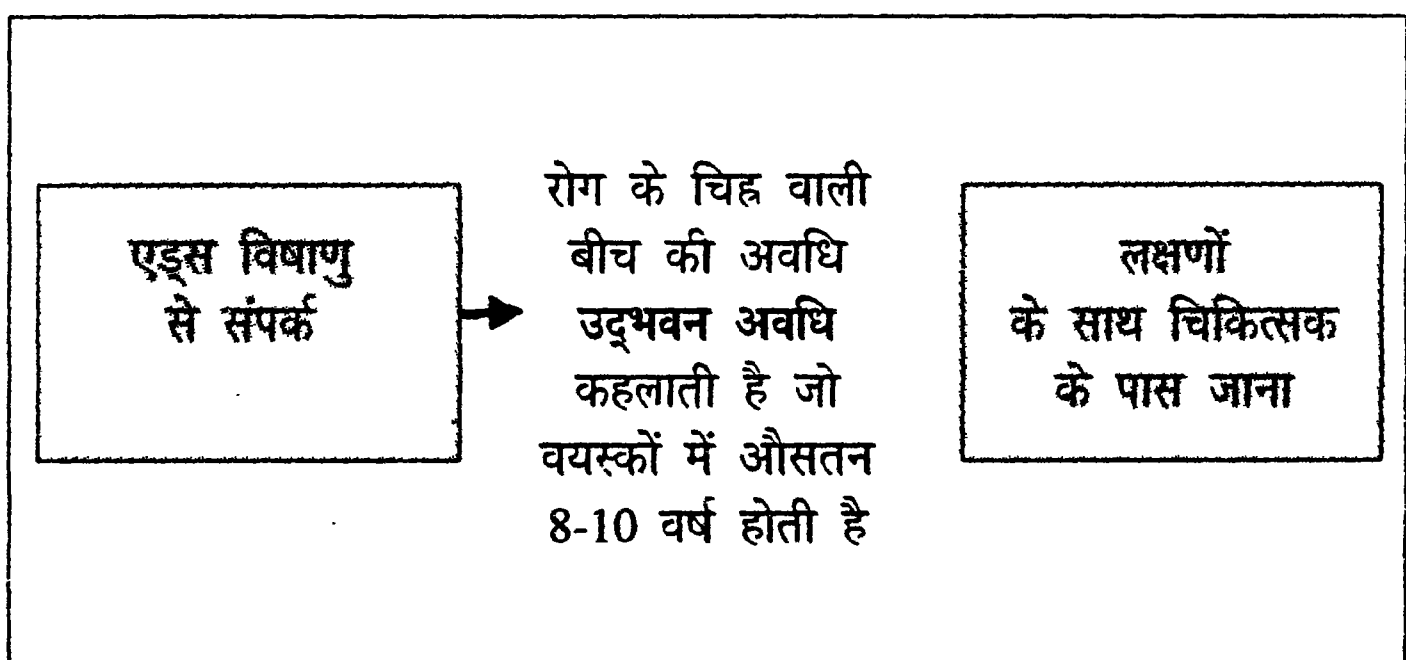 एड्स विषाणु
से संपर्क
रोग के चिह्न वाली
बीच की अवधि
उद्‌भवन अवधि
कहलाती है जो
वयस्कों में औसतन
8-10 वर्ष होती है
लक्षणों
के साथ चिकित्सक
के पास जाना